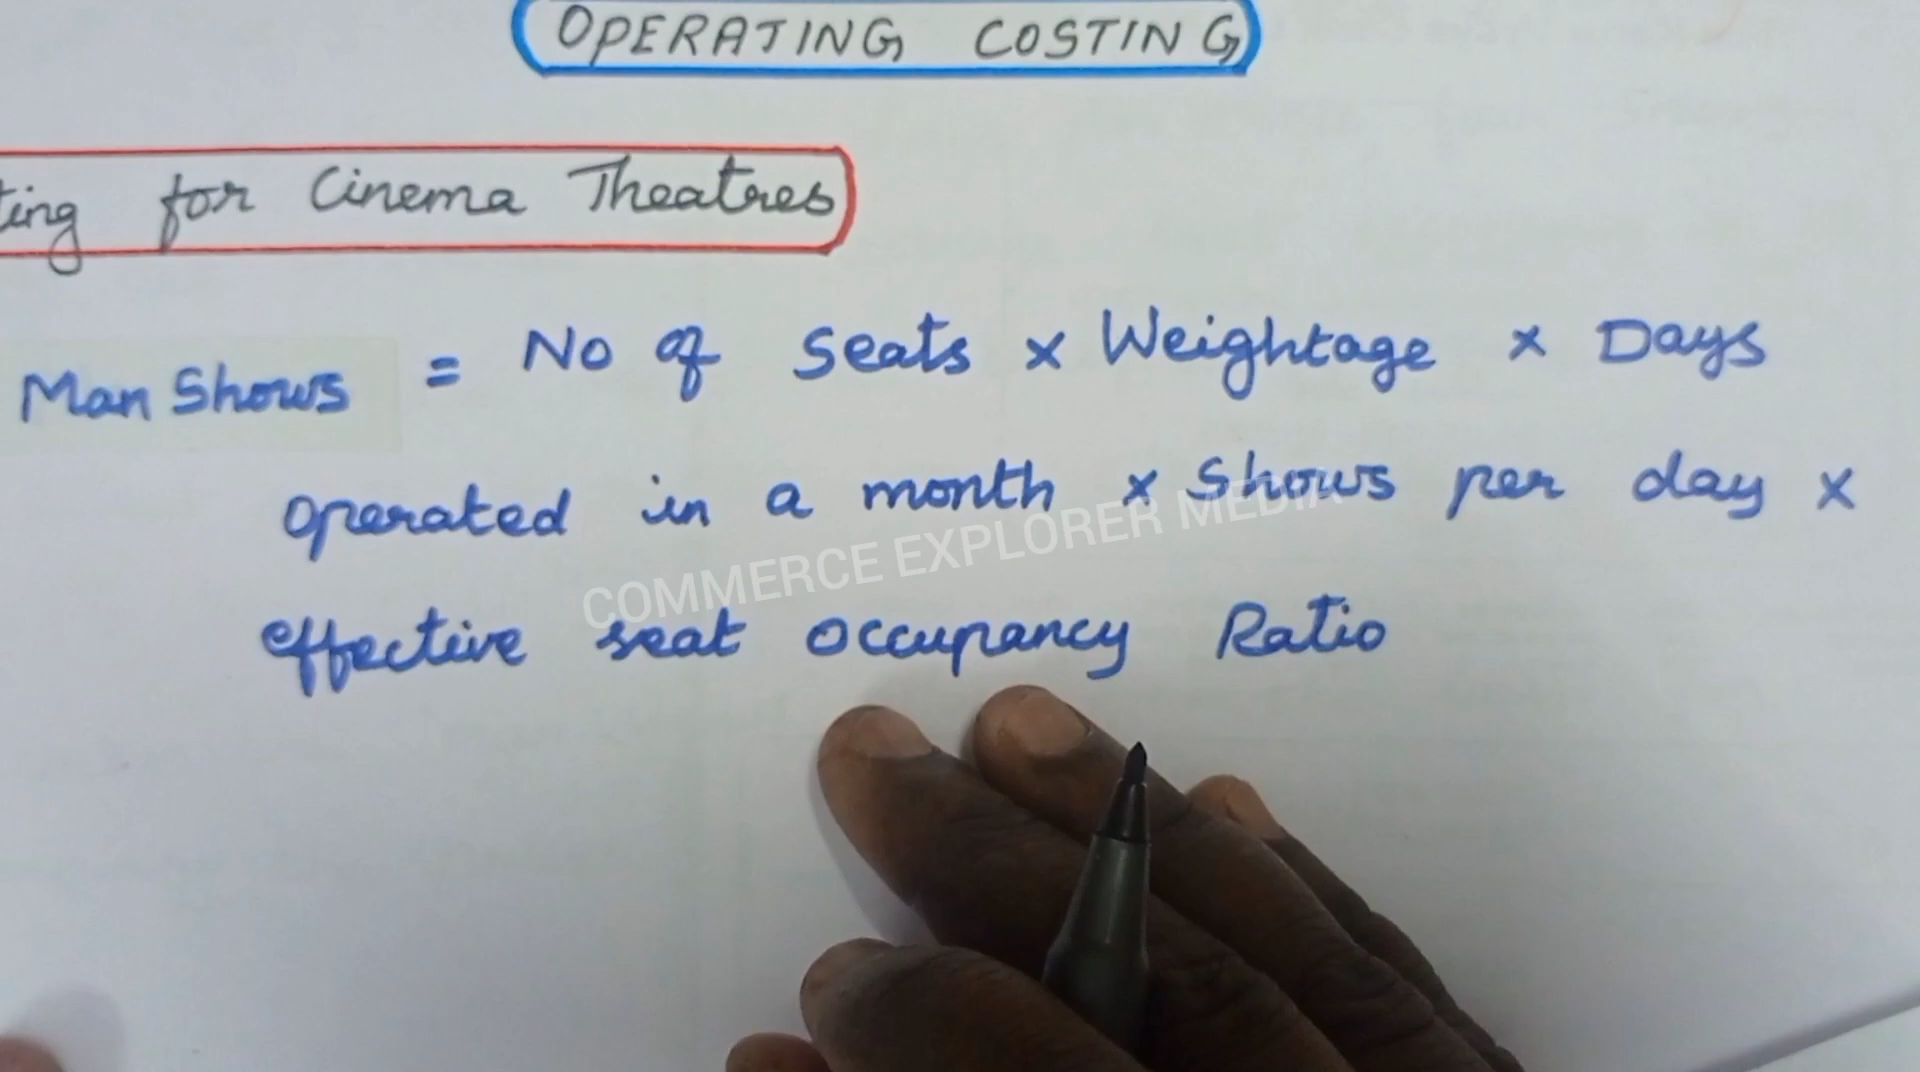 OPERATING COSTING
ting for Cinema Theatres
Man Shows = No of Seats x Weightage x Days
operated in a month x Shows per day x
effective seat occupancy Ratio
COMMERCE EXPLORER MEDIA